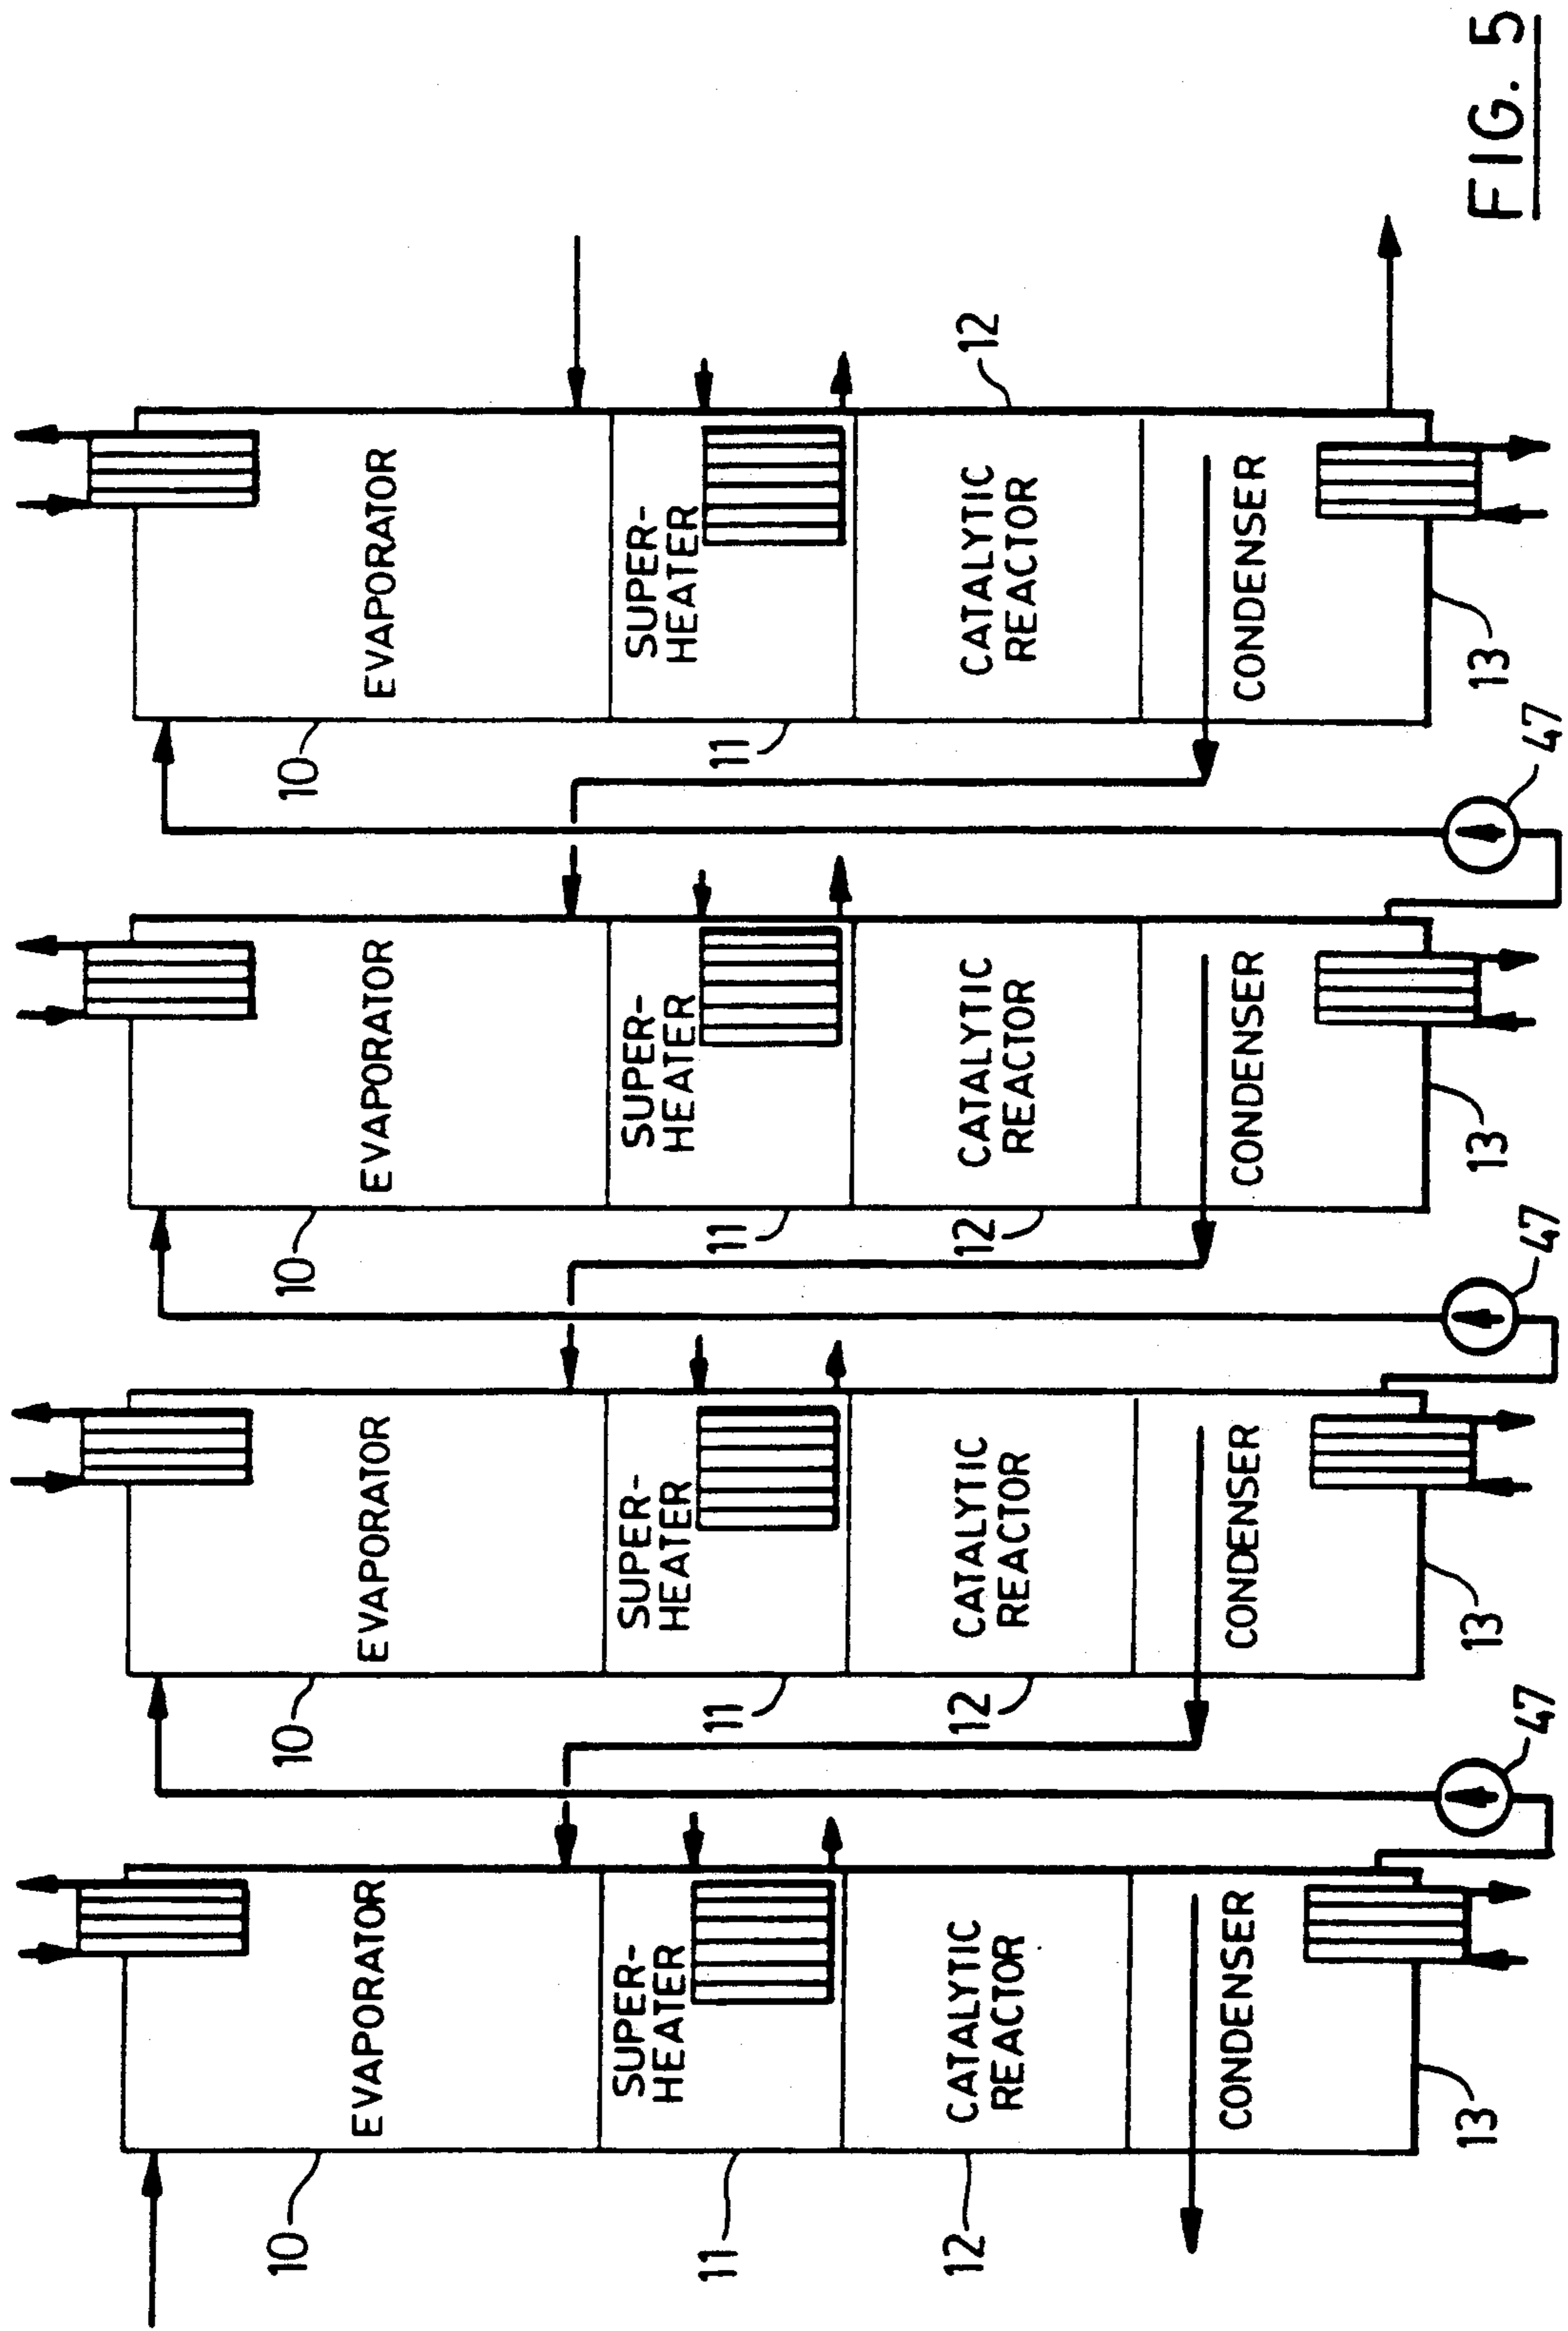 10
EVAPORATOR
11
SUPER-
HEATER
12
CATALYTIC
REACTOR
CONDENSER
13
47
10
EVAPORATOR
11
SUPER-
HEATER
12
CATALYTIC
REACTOR
CONDENSER
13
47
10
EVAPORATOR
11
SUPER-
HEATER
12
CATALYTIC
REACTOR
CONDENSER
13
47
10
EVAPORATOR
11
SUPER-
HEATER
12
CATALYTIC
REACTOR
CONDENSER
13
FIG. 5